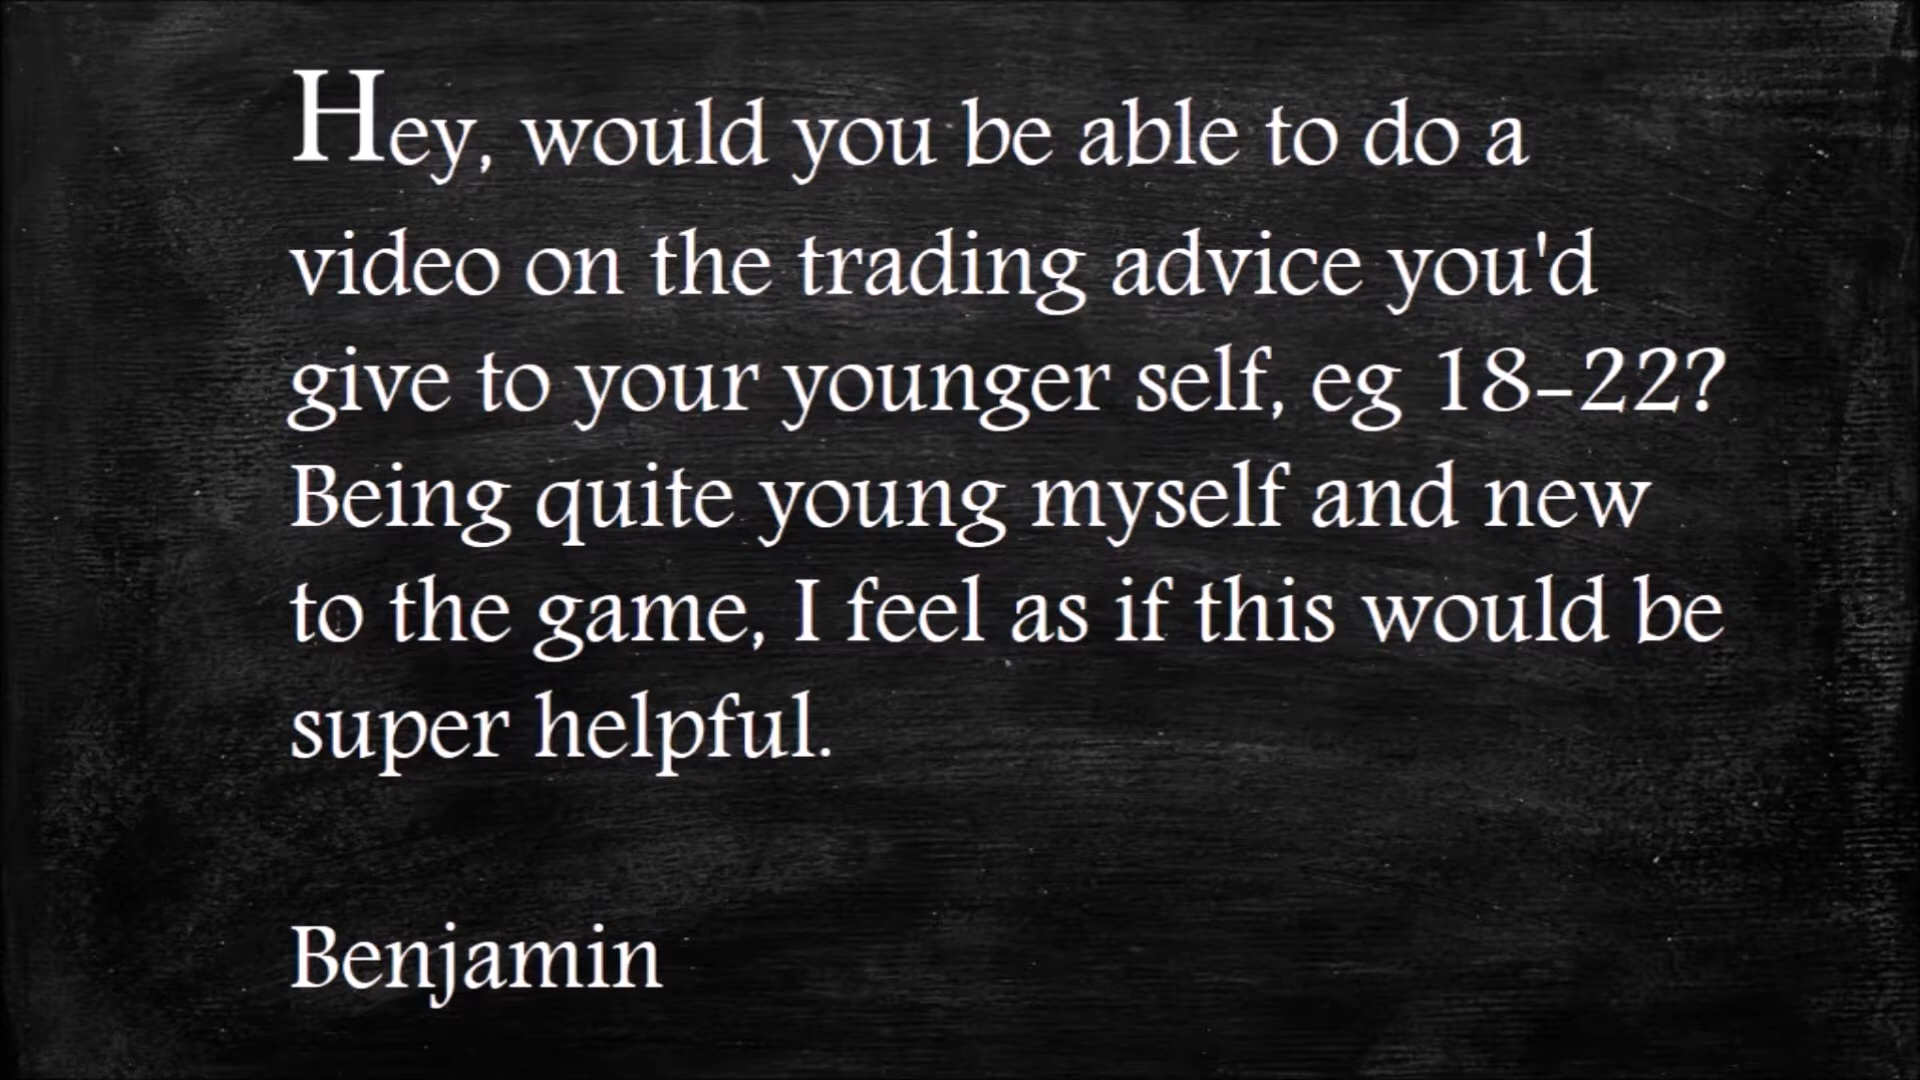 Hey, would you be able to do a
video on the trading advice you'd
give to your younger self, eg 18-22?
Being quite young myself and new
to the game, I feel as if this would be
super helpful.
Benjamin